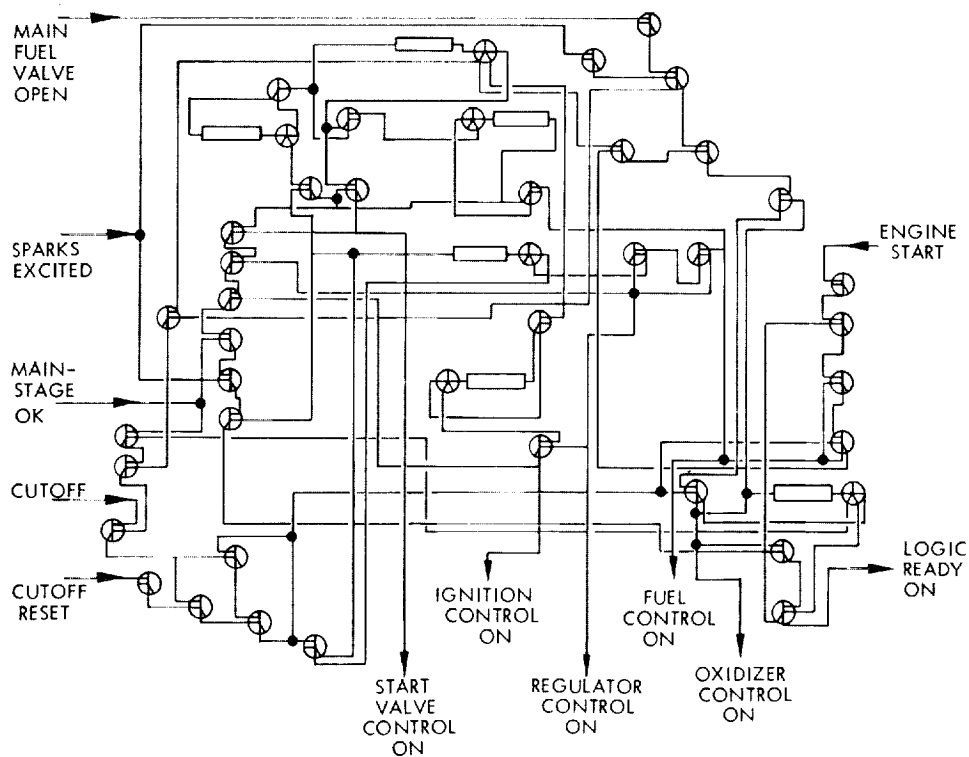 MAIN
FUEL
VALVE
OPEN
SPARKS
EXCITED
MAIN-
STAGE
OK
CUTOFF
CUTOFF
RESET
ENGINE
START
LOGIC
READY
ON
IGNITION
CONTROL
ON
FUEL
CONTROL
ON
START
VALVE
CONTROL
ON
REGULATOR
CONTROL
ON
OXIDIZER
CONTROL
ON